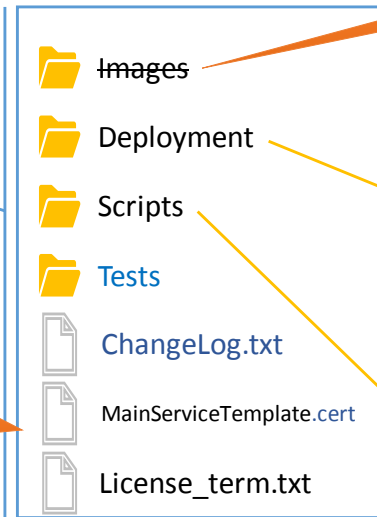 Images
Deployment
Scripts
Tests
ChangeLog.txt
MainServiceTemplate.cert
License_term.txt